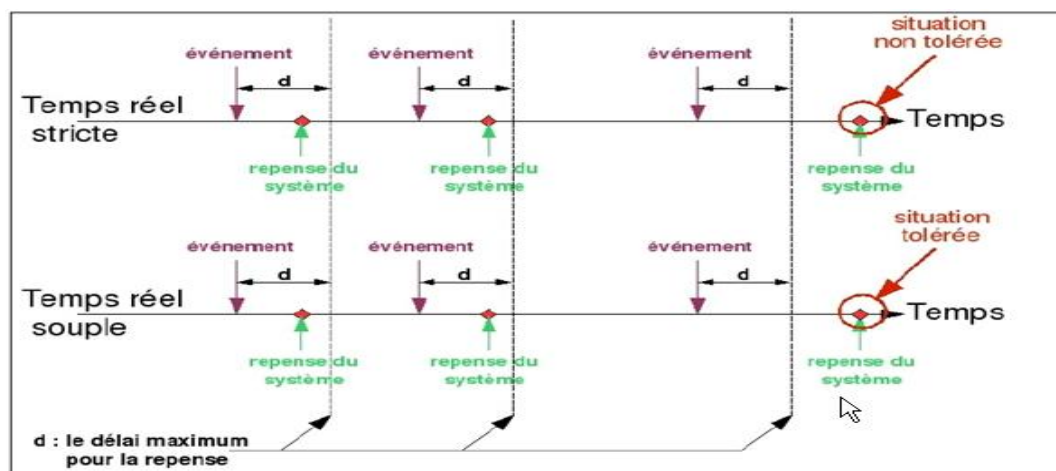 situation
non tolérée
événement événement événement
d d d
Temps réel
stricte
Temps
repense du
système
repense du
système
repense du
système
situation
tolérée
événement événement événement
d d d
Temps réel
souple
Temps
repense du
système
repense du
système
repense du
système
d : le délai maximum
pour la repense